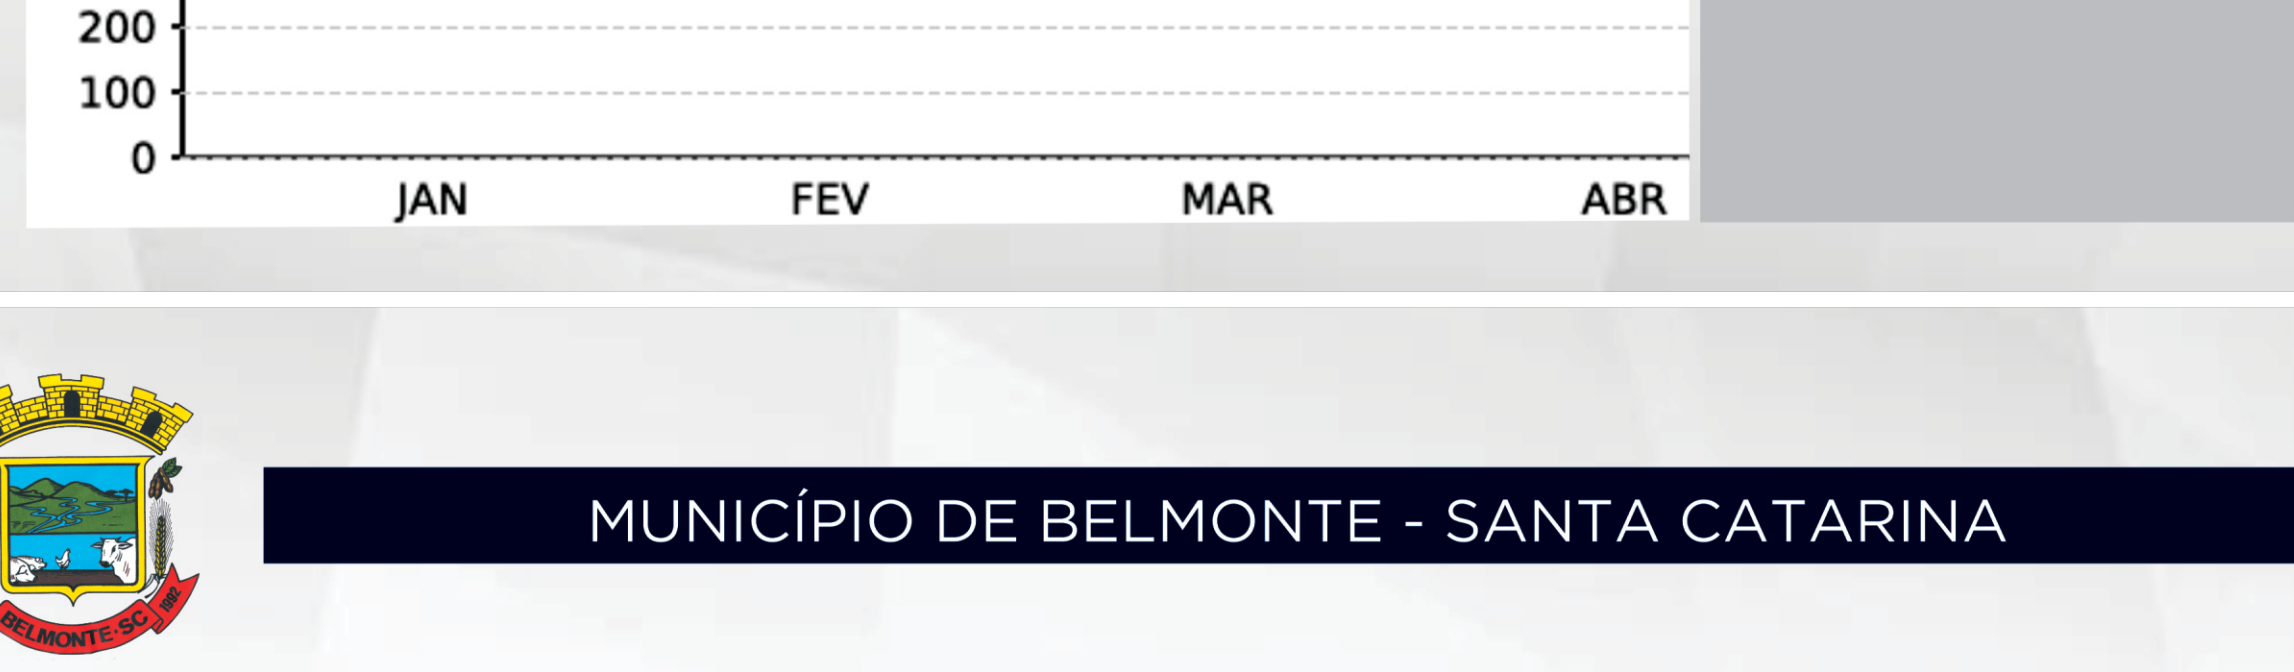 200
100
0
JAN FEV MAR ABR
MUNICÍPIO DE BELMONTE - SANTA CATARINA
BELMONTE·SC 1992